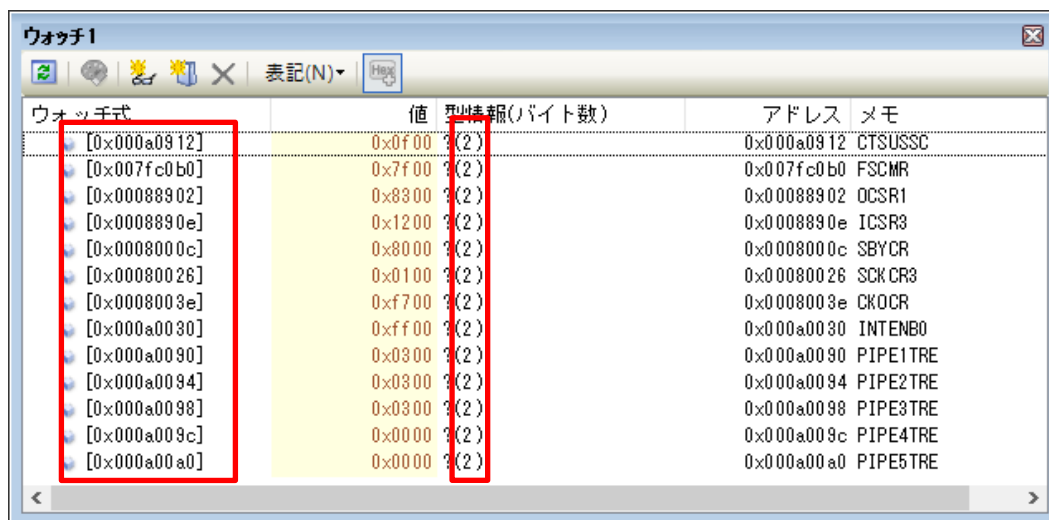 ウォッチ1
表記(N)▾ Hex
ウォッチ式 値 型情報(バイト数) アドレス メモ
[0x000a0912] 0x0f00 ?(2) 0x000a0912 CTSUSSC
[0x007fc0b0] 0x7f00 ?(2) 0x007fc0b0 FSCMR
[0x00088902] 0x8300 ?(2) 0x00088902 OCSR1
[0x0008890e] 0x1200 ?(2) 0x0008890e ICSR3
[0x0008000c] 0x8000 ?(2) 0x0008000c SBYCR
[0x00080026] 0x0100 ?(2) 0x00080026 SCKCR3
[0x0008003e] 0xf700 ?(2) 0x0008003e CKOCR
[0x000a0030] 0xff00 ?(2) 0x000a0030 INTENB0
[0x000a0090] 0x0300 ?(2) 0x000a0090 PIPE1TRE
[0x000a0094] 0x0300 ?(2) 0x000a0094 PIPE2TRE
[0x000a0098] 0x0300 ?(2) 0x000a0098 PIPE3TRE
[0x000a009c] 0x0000 ?(2) 0x000a009c PIPE4TRE
[0x000a00a0] 0x0000 ?(2) 0x000a00a0 PIPE5TRE